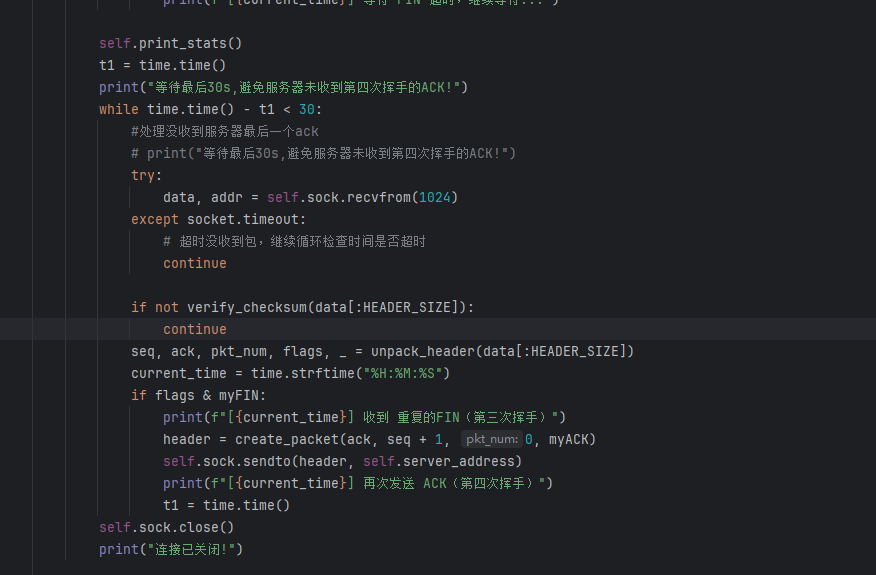 print(f"[{current_time}] 等待 FIN 超时，继续等待...")
self.print_stats()
t1 = time.time()
print("等待最后30s,避免服务器未收到第四次挥手的ACK!")
while time.time() - t1 < 30:
#处理没收到服务器最后一个ack
# print("等待最后30s,避免服务器未收到第四次挥手的ACK!")
try:
data, addr = self.sock.recvfrom(1024)
except socket.timeout:
# 超时没收到包，继续循环检查时间是否超时
continue
if not verify_checksum(data[:HEADER_SIZE]):
continue
seq, ack, pkt_num, flags, _ = unpack_header(data[:HEADER_SIZE])
current_time = time.strftime("%H:%M:%S")
if flags & myFIN:
print(f"[{current_time}] 收到 重复的FIN（第三次挥手）")
header = create_packet(ack, seq + 1, pkt_num: 0, myACK)
self.sock.sendto(header, self.server_address)
print(f"[{current_time}] 再次发送 ACK（第四次挥手）")
t1 = time.time()
self.sock.close()
print("连接已关闭!")